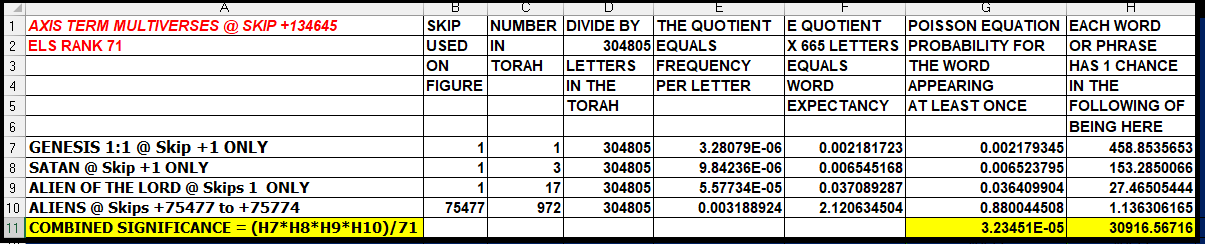 A B C D E F G H
1 AXIS TERM MULTIVERSES @ SKIP +134645 SKIP NUMBER DIVIDE BY THE QUOTIENT E QUOTIENT POISSON EQUATION EACH WORD
2 ELS RANK 71 USED IN 304805 EQUALS X 665 LETTERS PROBABILITY FOR OR PHRASE
3 ON TORAH LETTERS FREQUENCY EQUALS THE WORD HAS 1 CHANCE
4 FIGURE IN THE PER LETTER WORD APPEARING IN THE
5 TORAH EXPECTANCY AT LEAST ONCE FOLLOWING OF
6 BEING HERE
7 GENESIS 1:1 @ Skip +1 ONLY 1 1 304805 3.28079E-06 0.002181723 0.002179345 458.8535653
8 SATAN @ Skip +1 ONLY 1 3 304805 9.84236E-06 0.006545168 0.006523795 153.2850066
9 ALIEN OF THE LORD @ Skips 1 ONLY 1 17 304805 5.57734E-05 0.037089287 0.036409904 27.46505444
10 ALIENS @ Skips +75477 to +75774 75477 972 304805 0.003188924 2.120634504 0.880044508 1.136306165
11 COMBINED SIGNIFICANCE = (H7*H8*H9*H10)/71 3.23451E-05 30916.56716